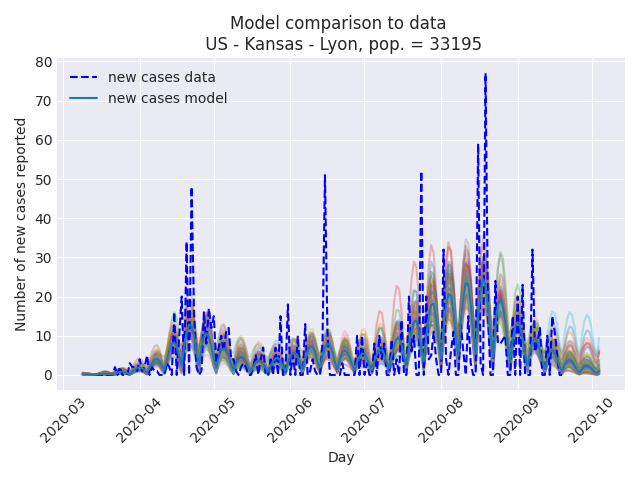 Model comparison to data
US - Kansas - Lyon, pop. = 33195
new cases data
new cases model
Number of new cases reported
80
70
60
50
40
30
20
10
0
2020-03
2020-04
2020-05
2020-06
2020-07
2020-08
2020-09
2020-10
Day